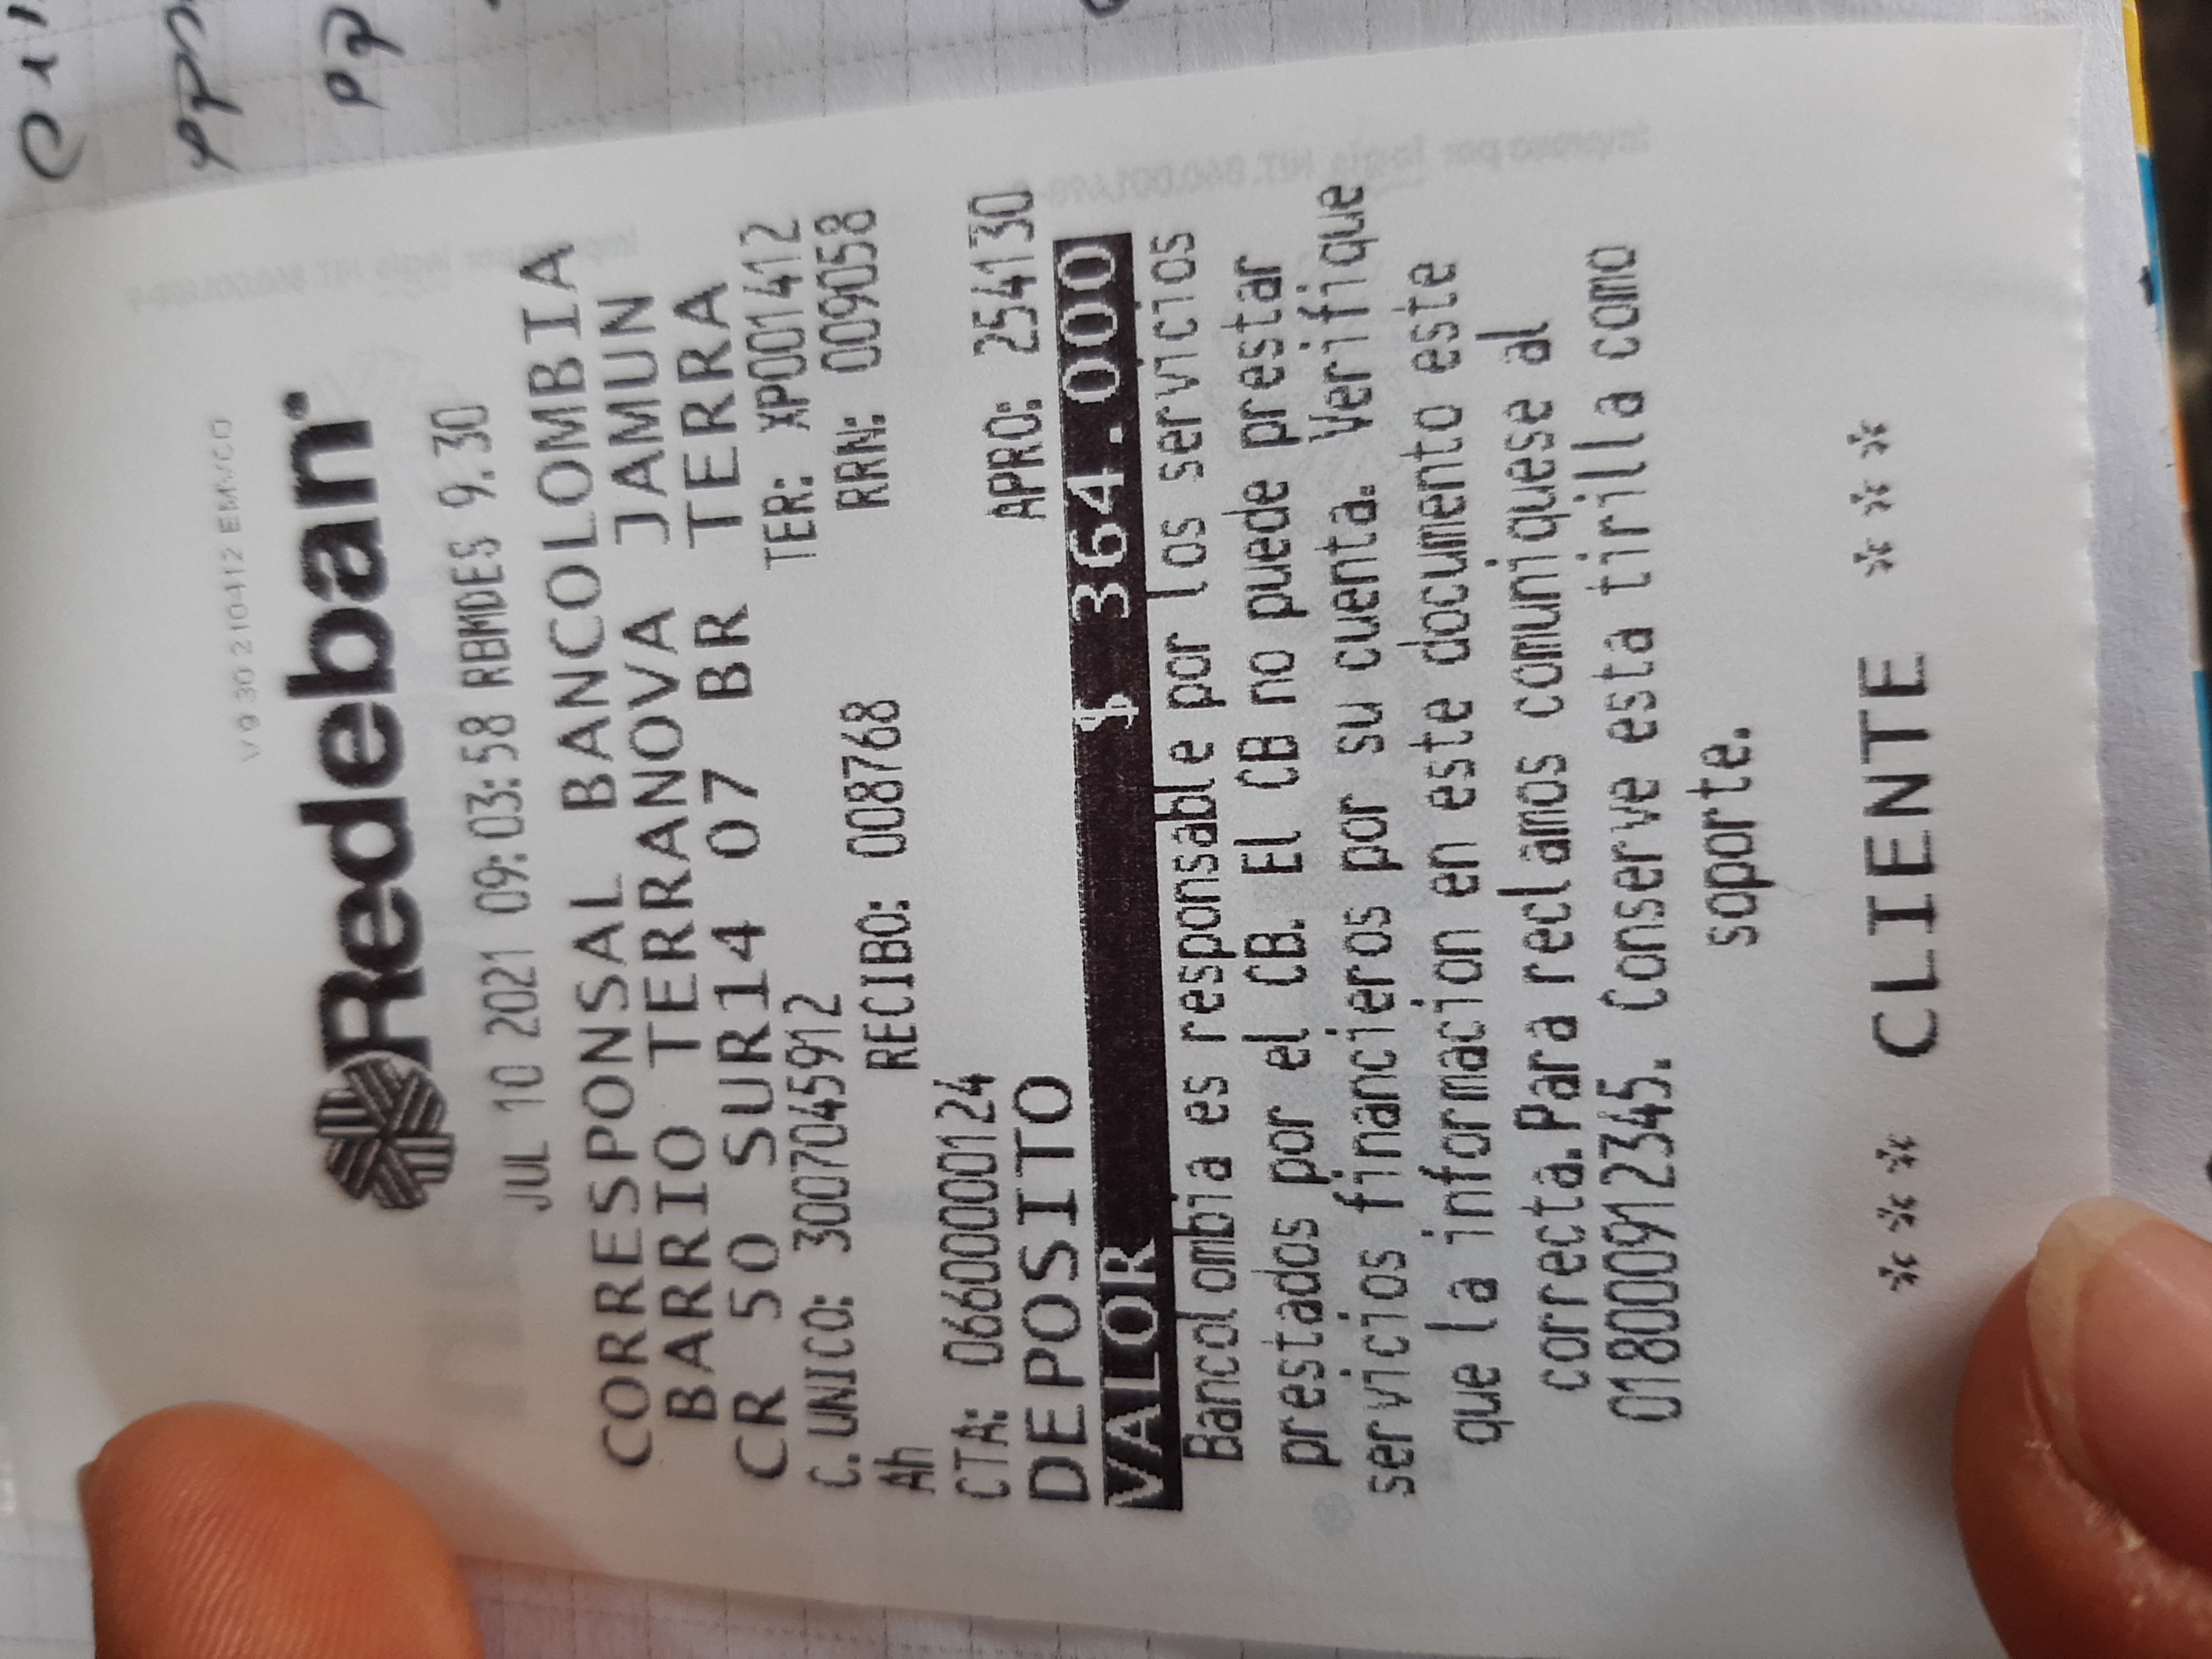 V 9 30 210412 EMVCO
Redeban
JUL 10 2021 09:03:58 RBMDES 9.30
CORRESPONSAL BANCOLOMBIA
BARRIO TERRANOVA JAMUN
CR 50 SUR14 07 BR TERRA
C.UNICO: 3007045912 TER: XP001412
RECIBO: 008768 RRN: 009058
Ah
CTA: 06600000124 APRO: 254130
DEPOSITO
VALOR $ 364.000
Bancolombia es responsable por los servicios
prestados por el CB. El CB no puede prestar
servicios financieros por su cuenta. Verifique
que la informacion en este documento este
correcta.Para reclamos comuniquese al
018000912345. Conserve esta tirilla como
soporte.
*** CLIENTE ***